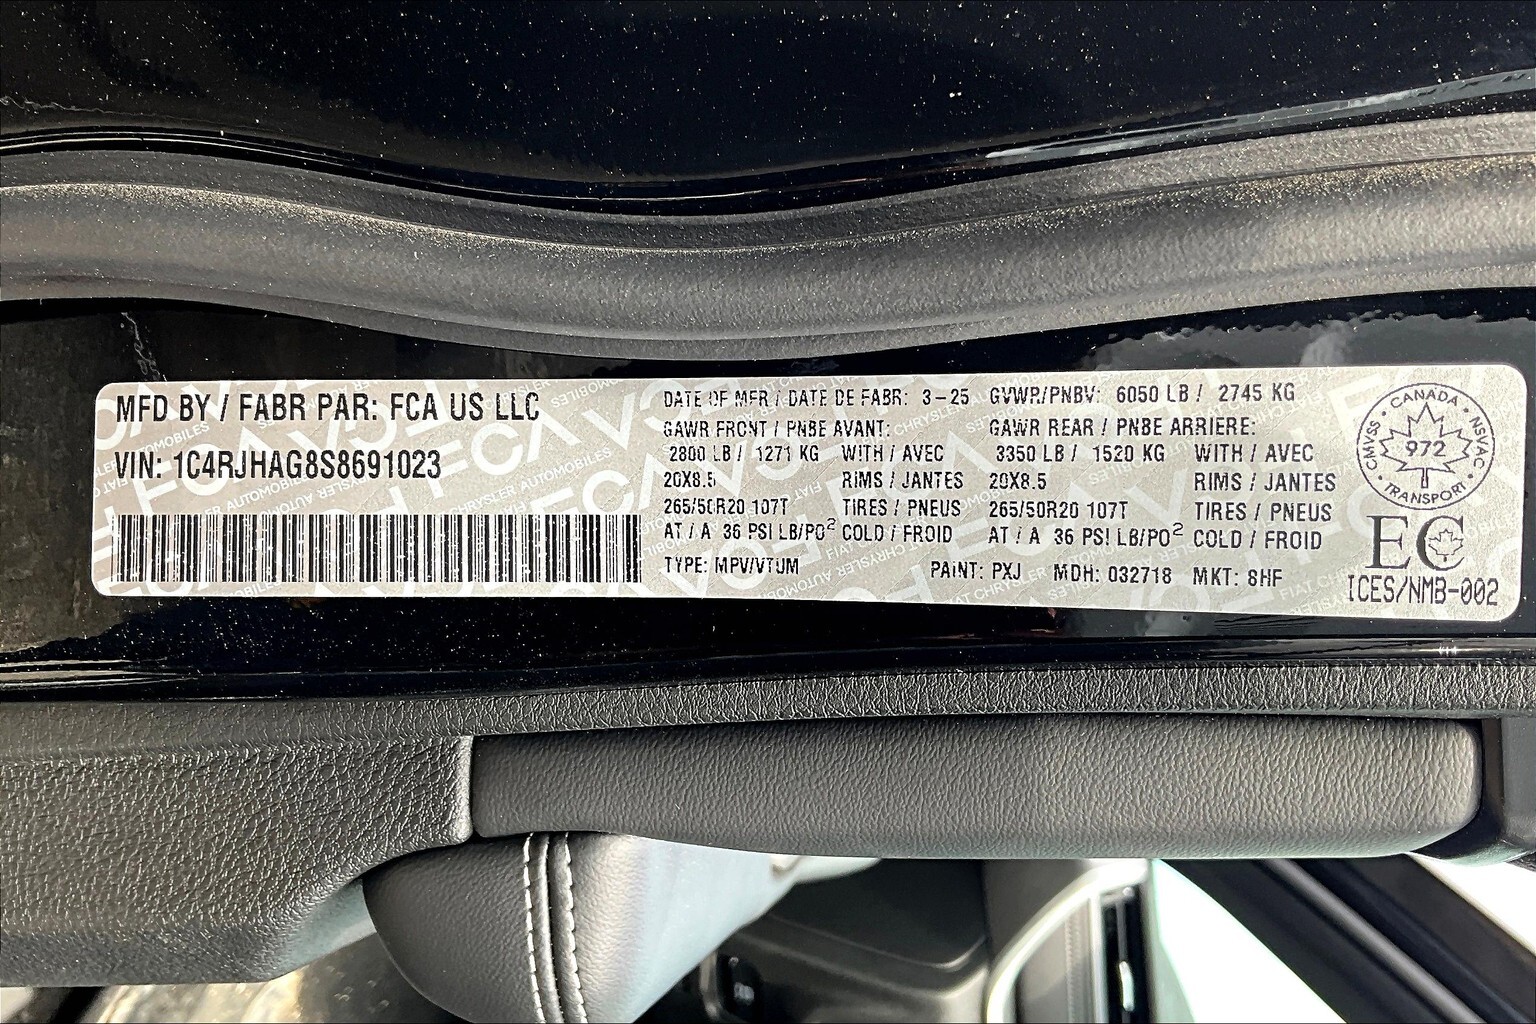 MFD BY / FABR PAR: FCA US LLC
VIN: 1C4RJHAG8S8691023
DATE OF MFR / DATE DE FABR: 3-25 GVWR/PNBV: 6050 LB / 2745 KG
GAWR FRONT / PNBE AVANT: GAWR REAR / PNBE ARRIERE:
2800 LB / 1271 KG WITH / AVEC 3350 LB / 1520 KG WITH / AVEC
20X8.5 RIMS / JANTES 20X8.5 RIMS / JANTES
265/50R20 107T TIRES / PNEUS 265/50R20 107T TIRES / PNEUS
AT / A 36 PSI LB/PO² COLD / FROID AT / A 36 PSI LB/PO² COLD / FROID
TYPE: MPV/VTUM PAINT: PXJ MDH: 032718 MKT: 8HF
CANADA
CMVSS 972 NSVAC
TRANSPORT
EC
ICES/NMB-002